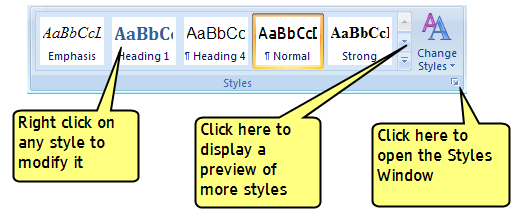 AaBbCcL AaBbCc AaBbCcI AaBbCcD AaBbCcI Change
Emphasis Heading 1 ¶ Heading 4 ¶ Normal Strong Styles
Styles
Right click on
any style to
modify it
Click here to
display a
preview of
more styles
Click here to
open the Styles
Window